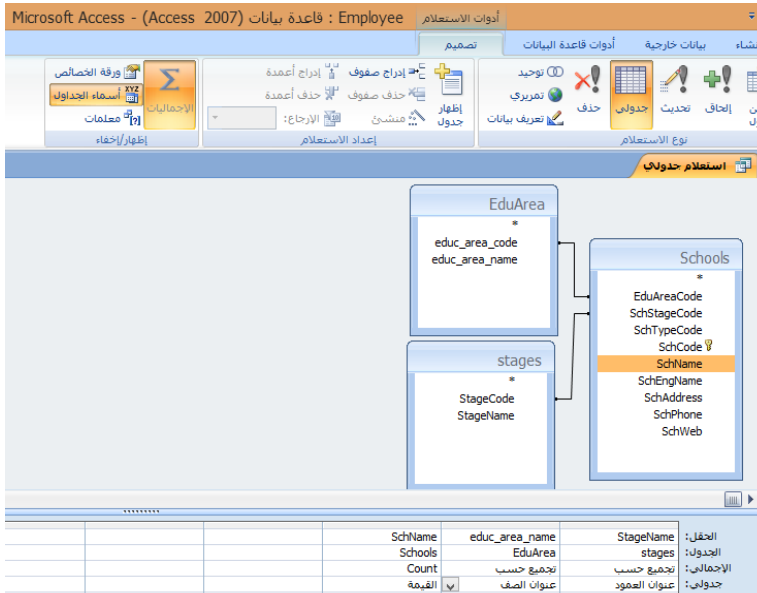 أدوات الاستعلام
Employee : قاعدة بيانات (Access 2007) - Microsoft Access
بيانات خارجية
أدوات قاعدة البيانات
تصميم
إلحاق
تحديث
جدولي
حذف
توحيد
تمريري
تعريف بيانات
نوع الاستعلام
إظهار جدول
إدراج صفوف
حذف صفوف
منشئ
إدراج أعمدة
حذف أعمدة
الإرجاع:
إعداد الاستعلام
الإجماليات
ورقة الخصائص
أسماء الجداول
معلمات
إظهار/إخفاء
استعلام جدولي
EduArea
*
educ_area_code
educ_area_name
Schools
*
EduAreaCode
SchStageCode
SchTypeCode
SchCode
SchName
SchEngName
SchAddress
SchPhone
SchWeb
stages
*
StageCode
StageName
الحقل: StageName educ_area_name SchName
الجدول: stages EduArea Schools
الإجمالي: تجميع حسب تجميع حسب Count
جدولي: عنوان العمود عنوان الصف القيمة